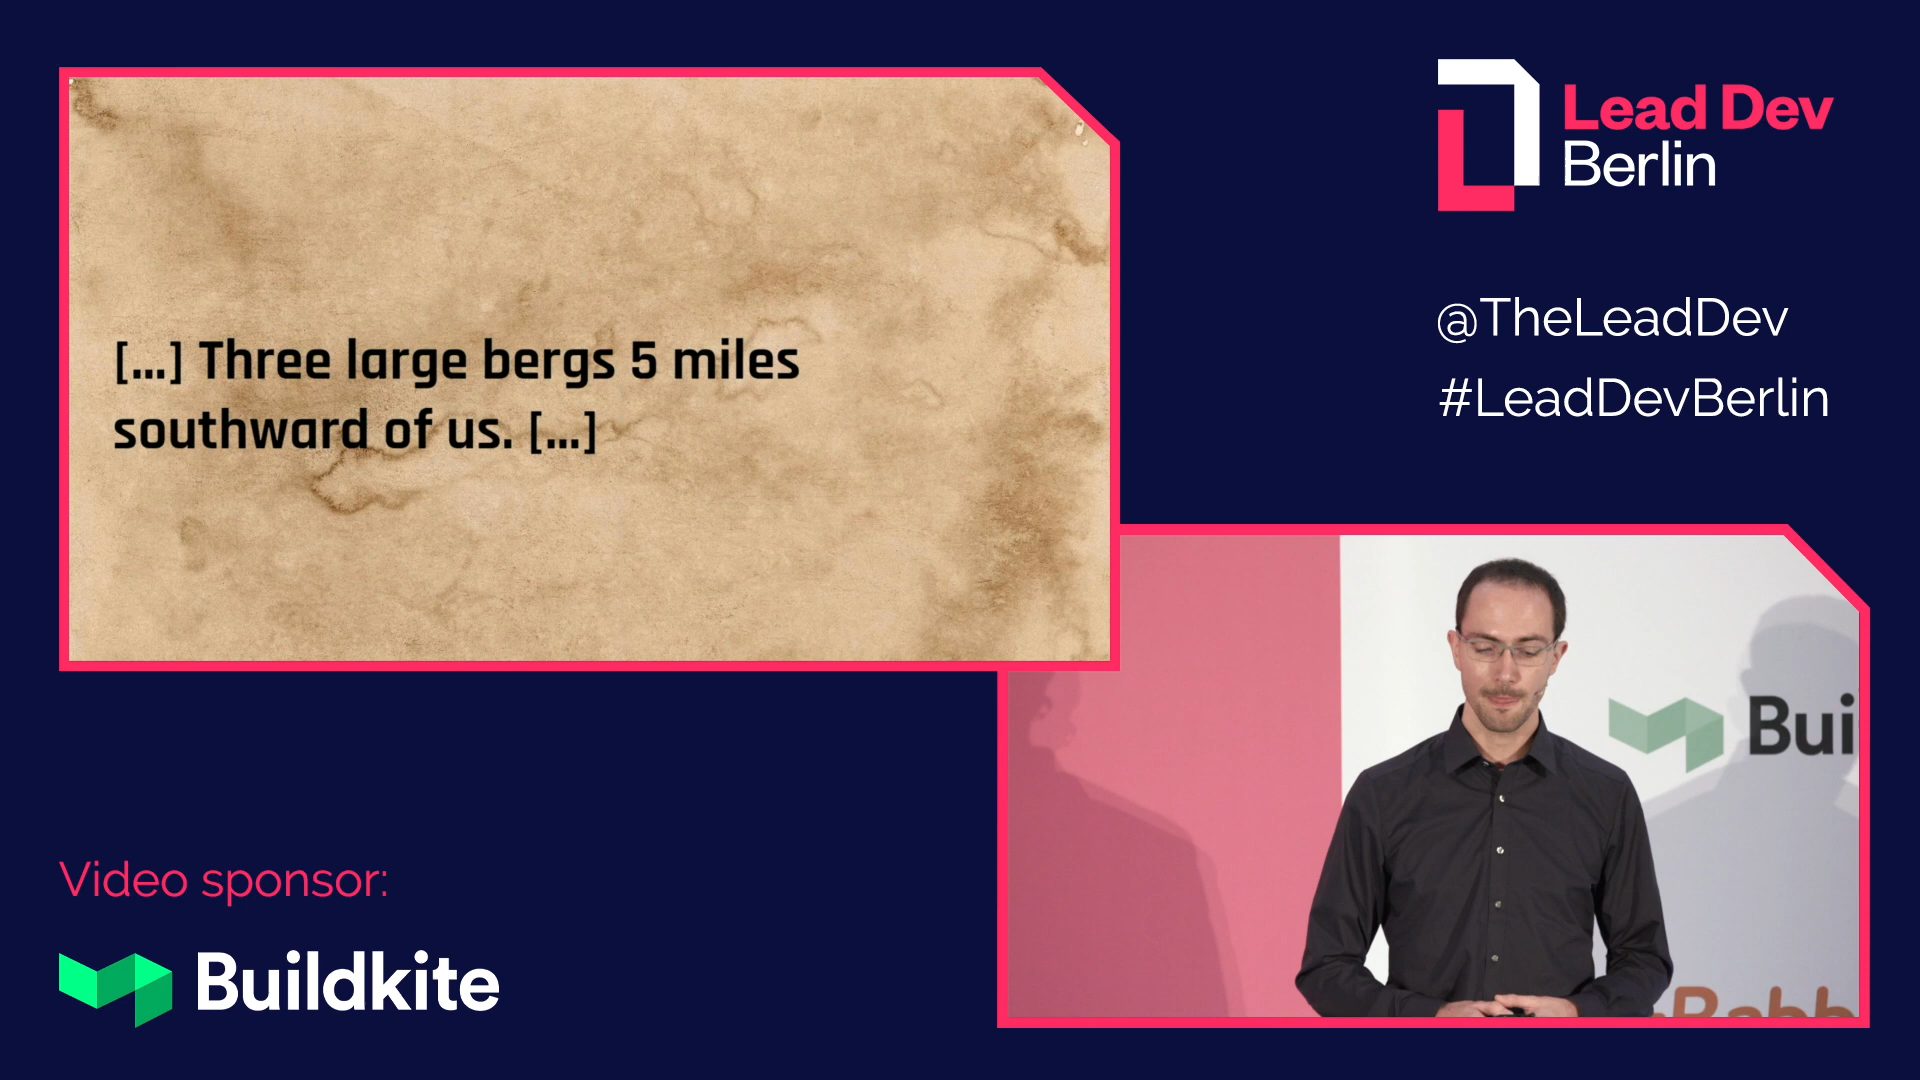 [...] Three large bergs 5 miles
southward of us. [...]
Lead Dev
Berlin
@TheLeadDev
#LeadDevBerlin
Bui
Video sponsor:
Buildkite